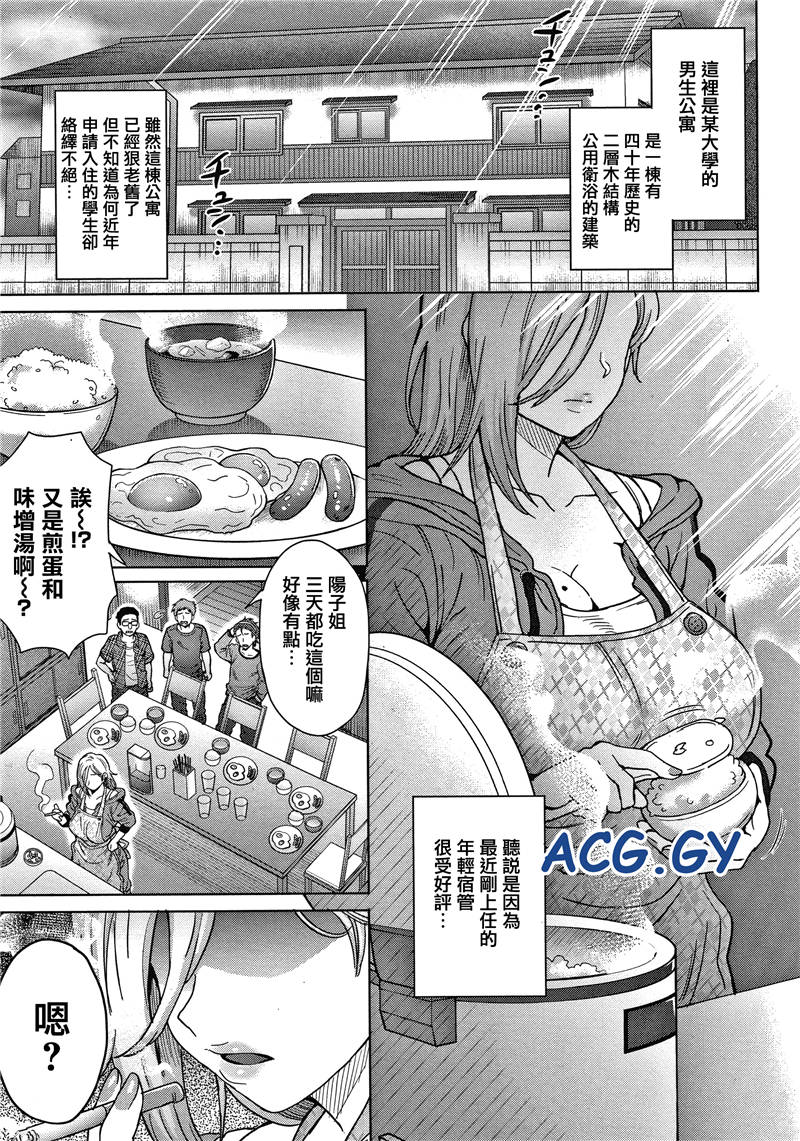 這裡是某大學的
男生公寓
是一棟有
四十年歷史的
二層木結構
公用衛浴的建築
チュン…
チュン…
雖然這棟公寓
已經狠老舊了
但不知道為何近年
申請入住的學生卻
絡繹不絕…
聽説是因為
最近剛上任的
年輕宿管
很受好評…
ACG.GY
誒～!?
又是煎蛋和
味增湯啊～?
陽子姐
三天都吃這個嘛
好像有點…
嗯?